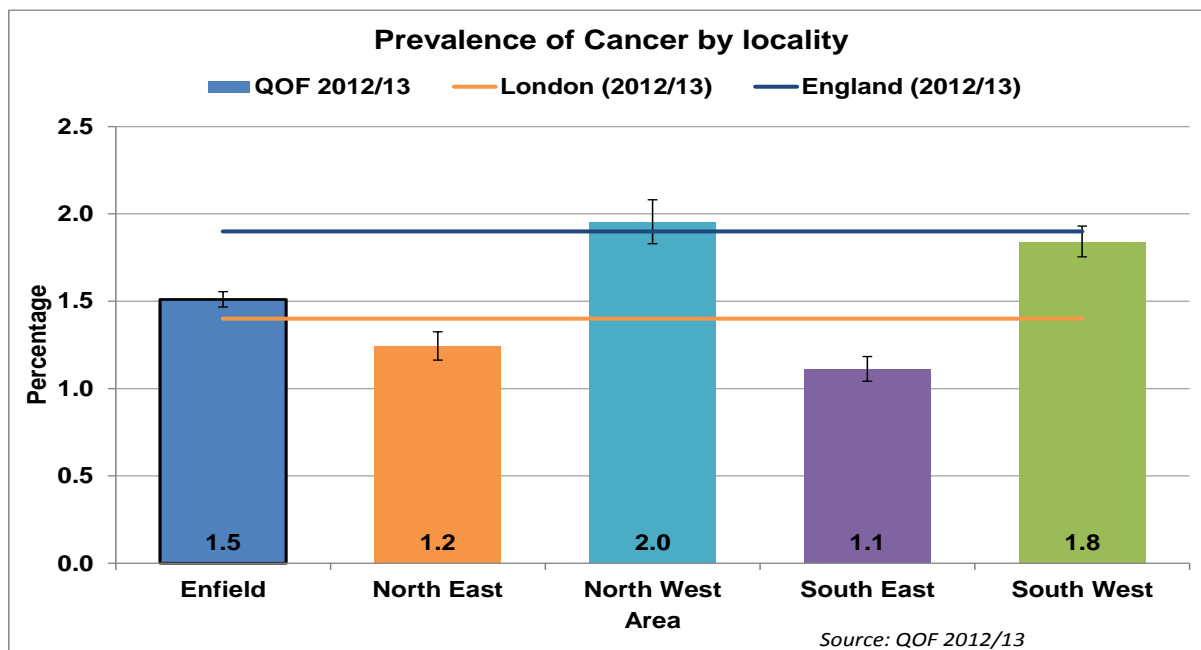 Prevalence of Cancer by locality
QOF 2012/13 London (2012/13) England (2012/13)
2.5
2.0
1.5
1.0
0.5
0.0
Percentage
1.5 1.2 2.0 1.1 1.8
Enfield North East North West South East South West
Area
Source: QOF 2012/13